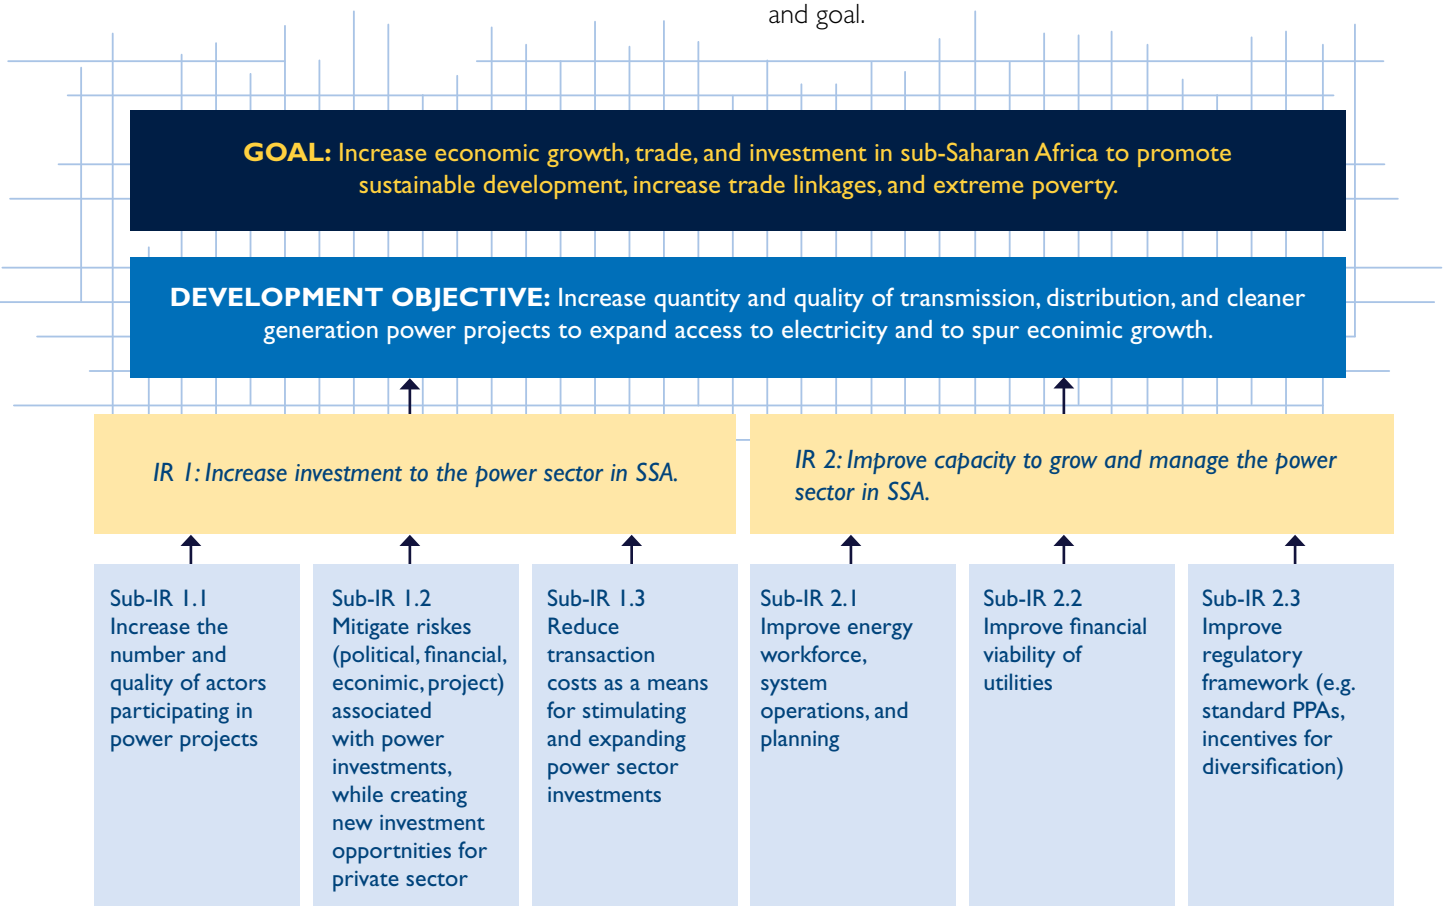 and goal.
GOAL: Increase economic growth, trade, and investment in sub-Saharan Africa to promote
sustainable development, increase trade linkages, and extreme poverty.
DEVELOPMENT OBJECTIVE: Increase quantity and quality of transmission, distribution, and cleaner
generation power projects to expand access to electricity and to spur econimic growth.
IR 1: Increase investment to the power sector in SSA.
IR 2: Improve capacity to grow and manage the power
sector in SSA.
Sub-IR 1.1
Increase the
number and
quality of actors
participating in
power projects
Sub-IR 1.2
Mitigate riskes
(political, financial,
econimic, project)
associated
with power
investments,
while creating
new investment
opportnities for
private sector
Sub-IR 1.3
Reduce
transaction
costs as a means
for stimulating
and expanding
power sector
investments
Sub-IR 2.1
Improve energy
workforce,
system
operations, and
planning
Sub-IR 2.2
Improve financial
viability of
utilities
Sub-IR 2.3
Improve
regulatory
framework (e.g.
standard PPAs,
incentives for
diversification)